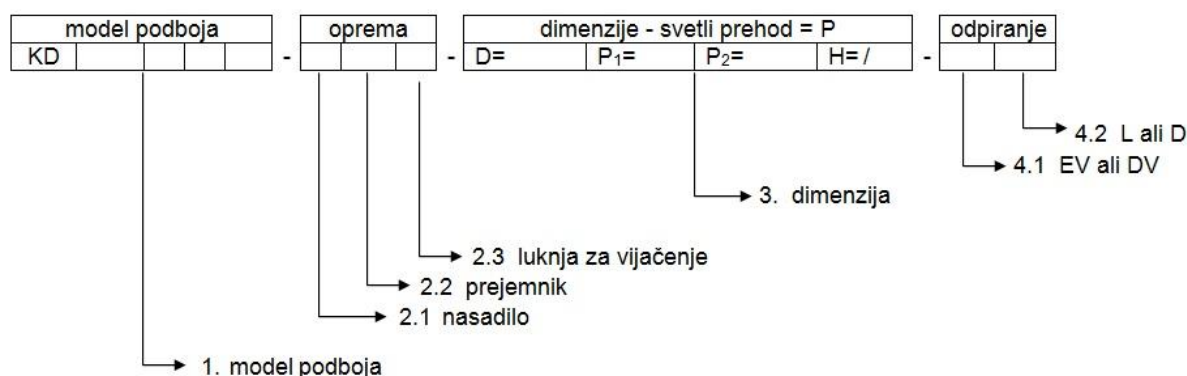 model podboja oprema dimenzije - svetli prehod = P odpiranje
KD - - D= P₁= P₂= H= / -
4.2 L ali D
4.1 EV ali DV
3. dimenzija
2.3 luknja za vijačenje
2.2 prejemnik
2.1 nasadilo
1. model podboja